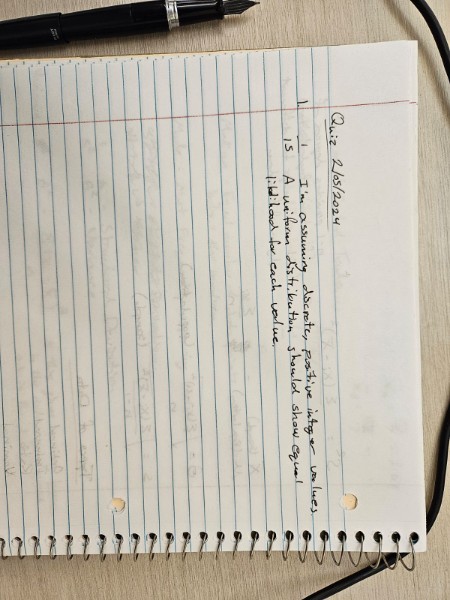 Quiz 2/05/2024
1. 1 I'm assuming discrete, positive integer values.
15 A uniform distribution should show equal
likelihood for each value.